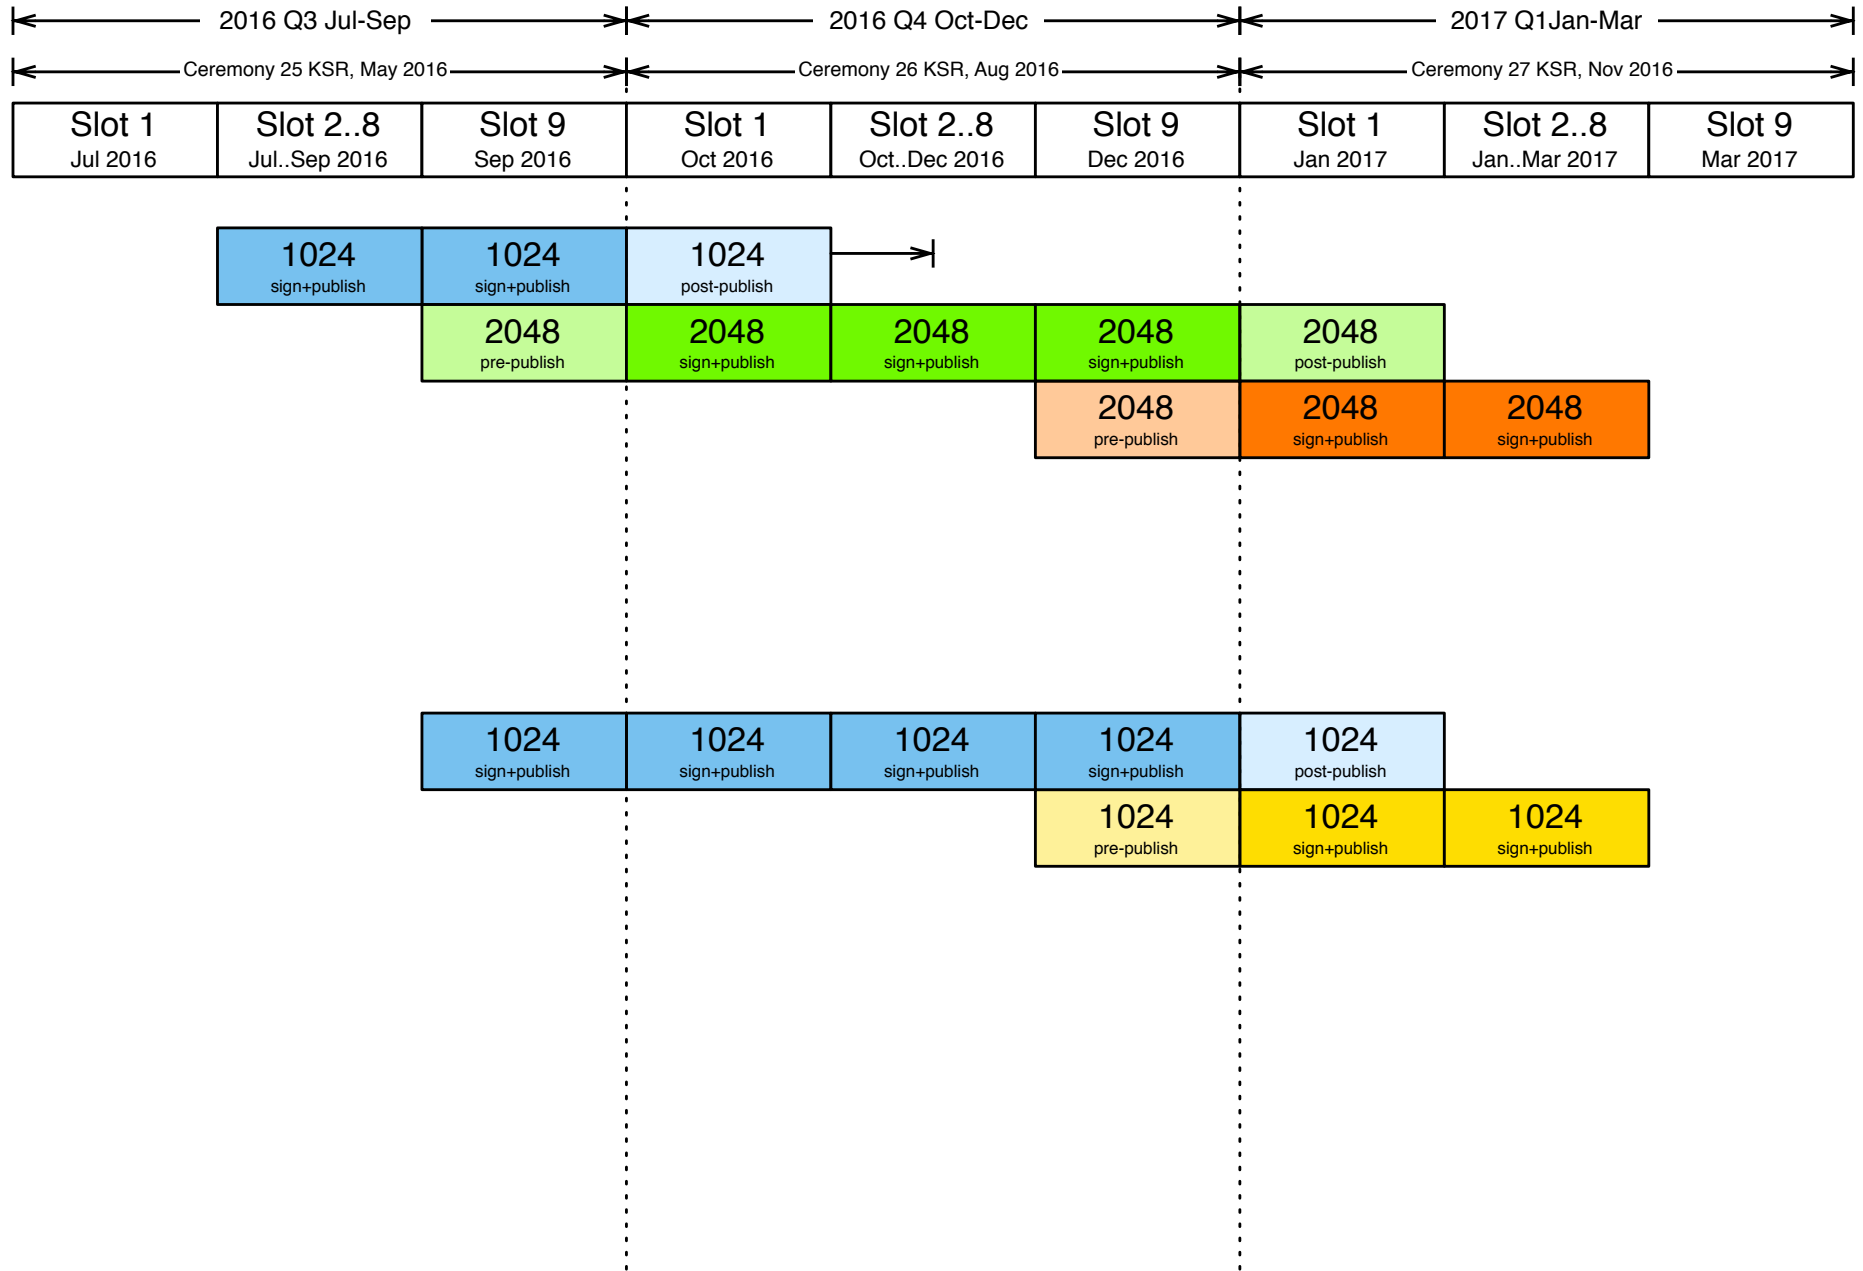 2016 Q3 Jul-Sep 2016 Q4 Oct-Dec 2017 Q1Jan-Mar
Ceremony 25 KSR, May 2016 Ceremony 26 KSR, Aug 2016 Ceremony 27 KSR, Nov 2016
Slot 1 Slot 2..8 Slot 9 Slot 1 Slot 2..8 Slot 9 Slot 1 Slot 2..8 Slot 9
Jul 2016 Jul..Sep 2016 Sep 2016 Oct 2016 Oct..Dec 2016 Dec 2016 Jan 2017 Jan..Mar 2017 Mar 2017
1024 1024 1024
sign+publish sign+publish post-publish
2048 2048 2048 2048 2048
pre-publish sign+publish sign+publish sign+publish post-publish
2048 2048 2048
pre-publish sign+publish sign+publish
1024 1024 1024 1024 1024
sign+publish sign+publish sign+publish sign+publish post-publish
1024 1024 1024
pre-publish sign+publish sign+publish